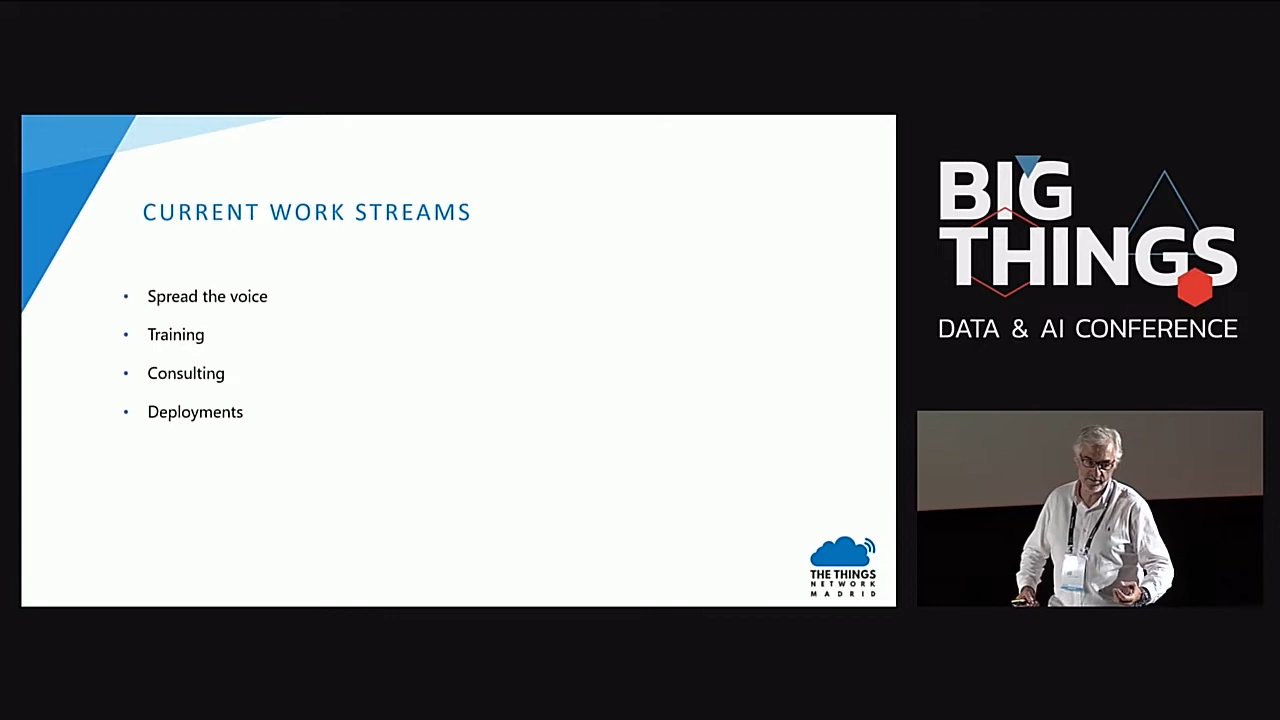 CURRENT WORK STREAMS
• Spread the voice
• Training
• Consulting
• Deployments
THE THINGS
NETWORK
MADRID
BIG
THINGS
DATA & AI CONFERENCE